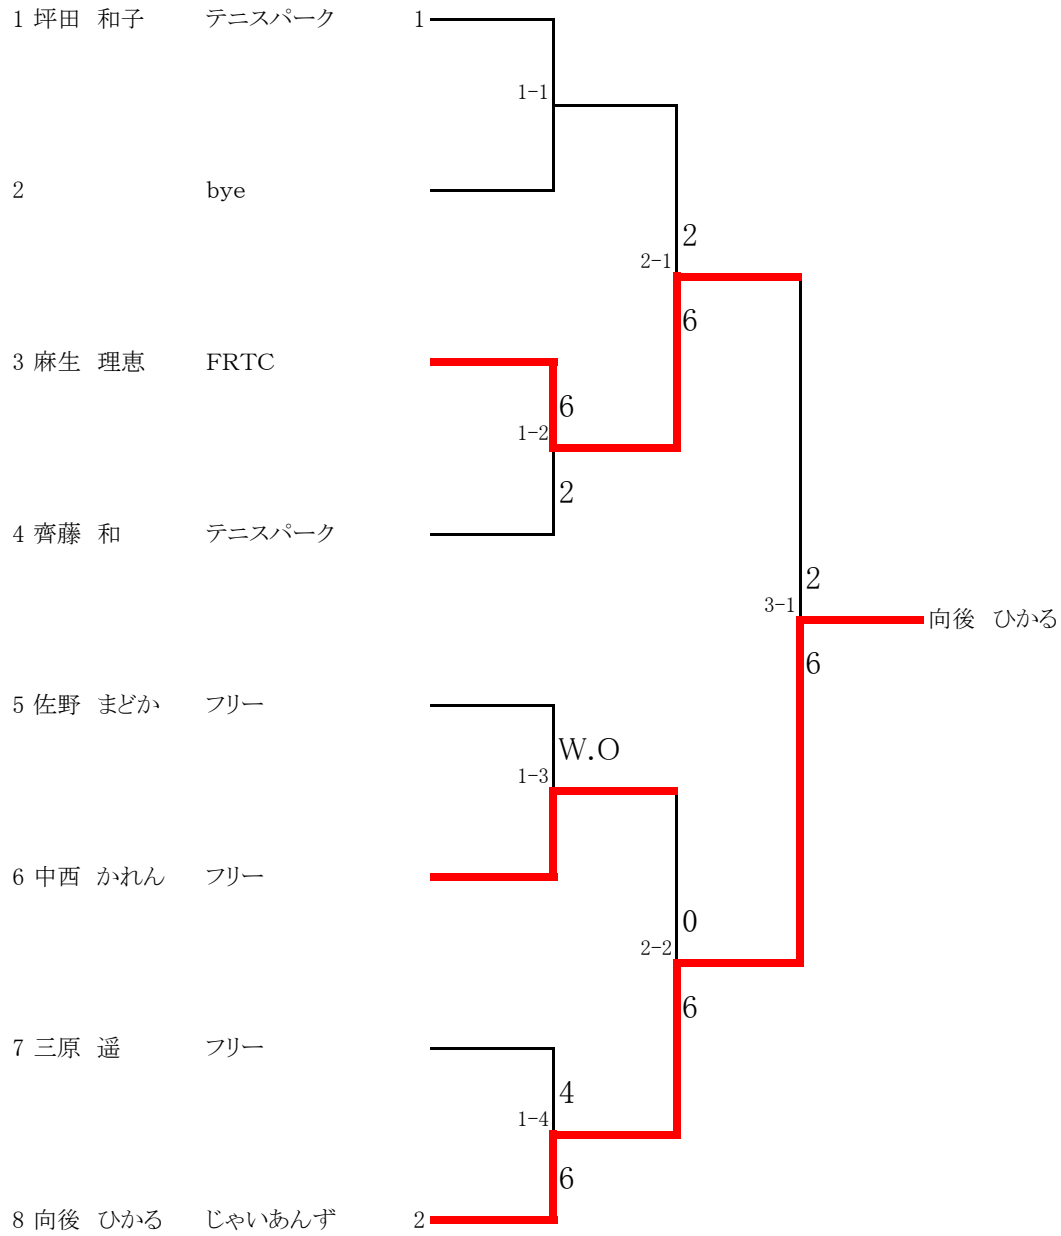 1 坪田 和子 テニスパーク 1
1-1
2 bye
2
2-1
6
3 麻生 理恵 FRTC
6
1-2
2
4 齊藤 和 テニスパーク
2
3-1
向後 ひかる
6
5 佐野 まどか フリー
W.O
1-3
6 中西 かれん フリー
0
2-2
6
7 三原 遥 フリー
4
1-4
6
8 向後 ひかる じゃいあんず 2